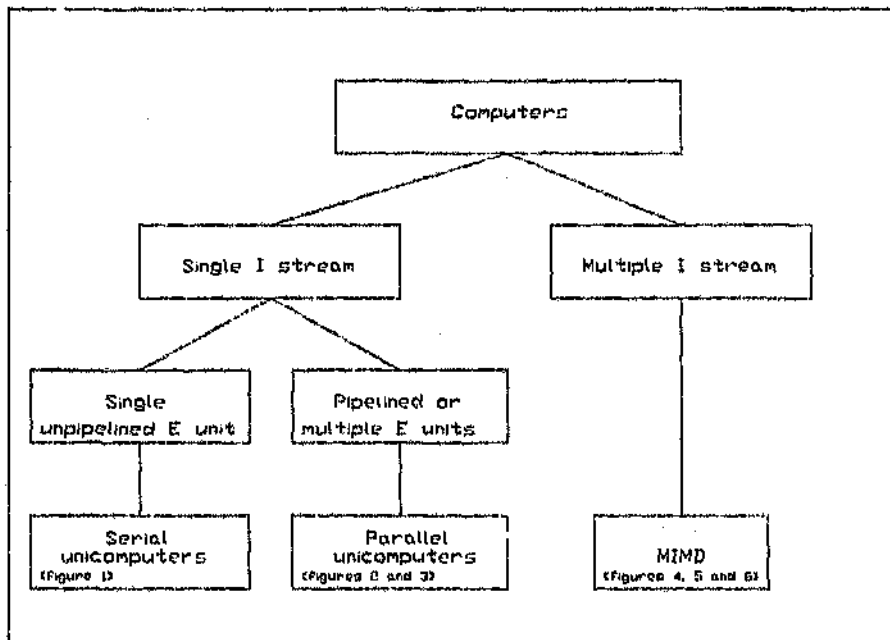 Computers
Single I stream
Multiple I stream
Single
unpipelined E unit
Pipelined or
multiple E units
Serial
unicomputers
(figure 1)
Parallel
unicomputers
(figures 2 and 3)
MIMD
(figures 4, 5 and 6)